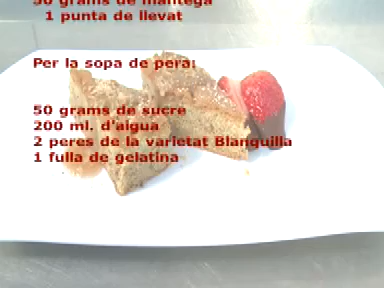 50 grams de mantega
1 punta de llevat
Per la sopa de pera:
50 grams de sucre
200 ml. d'aigua
2 peres de la varietat Blanquilla
1 fulla de gelatina